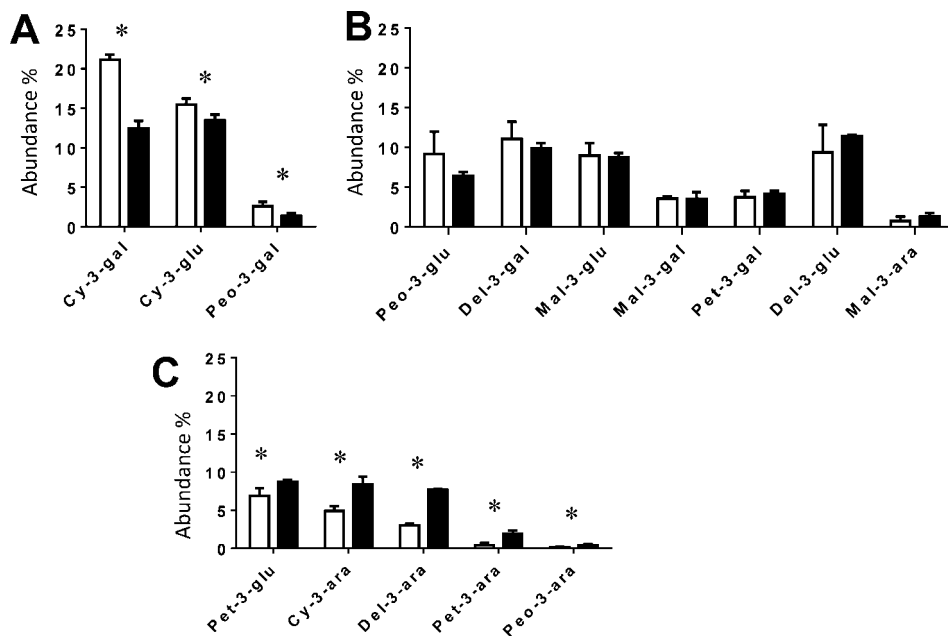 A
Abundance %
25
20
15
10
5
0
*
*
*
Cy-3-gal
Cy-3-glu
Peo-3-gal
B
Abundance %
25
20
15
10
5
0
Peo-3-glu
Del-3-gal
Mal-3-glu
Mal-3-gal
Pet-3-gal
Del-3-glu
Mal-3-ara
C
Abundance %
25
20
15
10
5
0
*
*
*
*
*
Pet-3-glu
Cy-3-ara
Del-3-ara
Pet-3-ara
Peo-3-ara